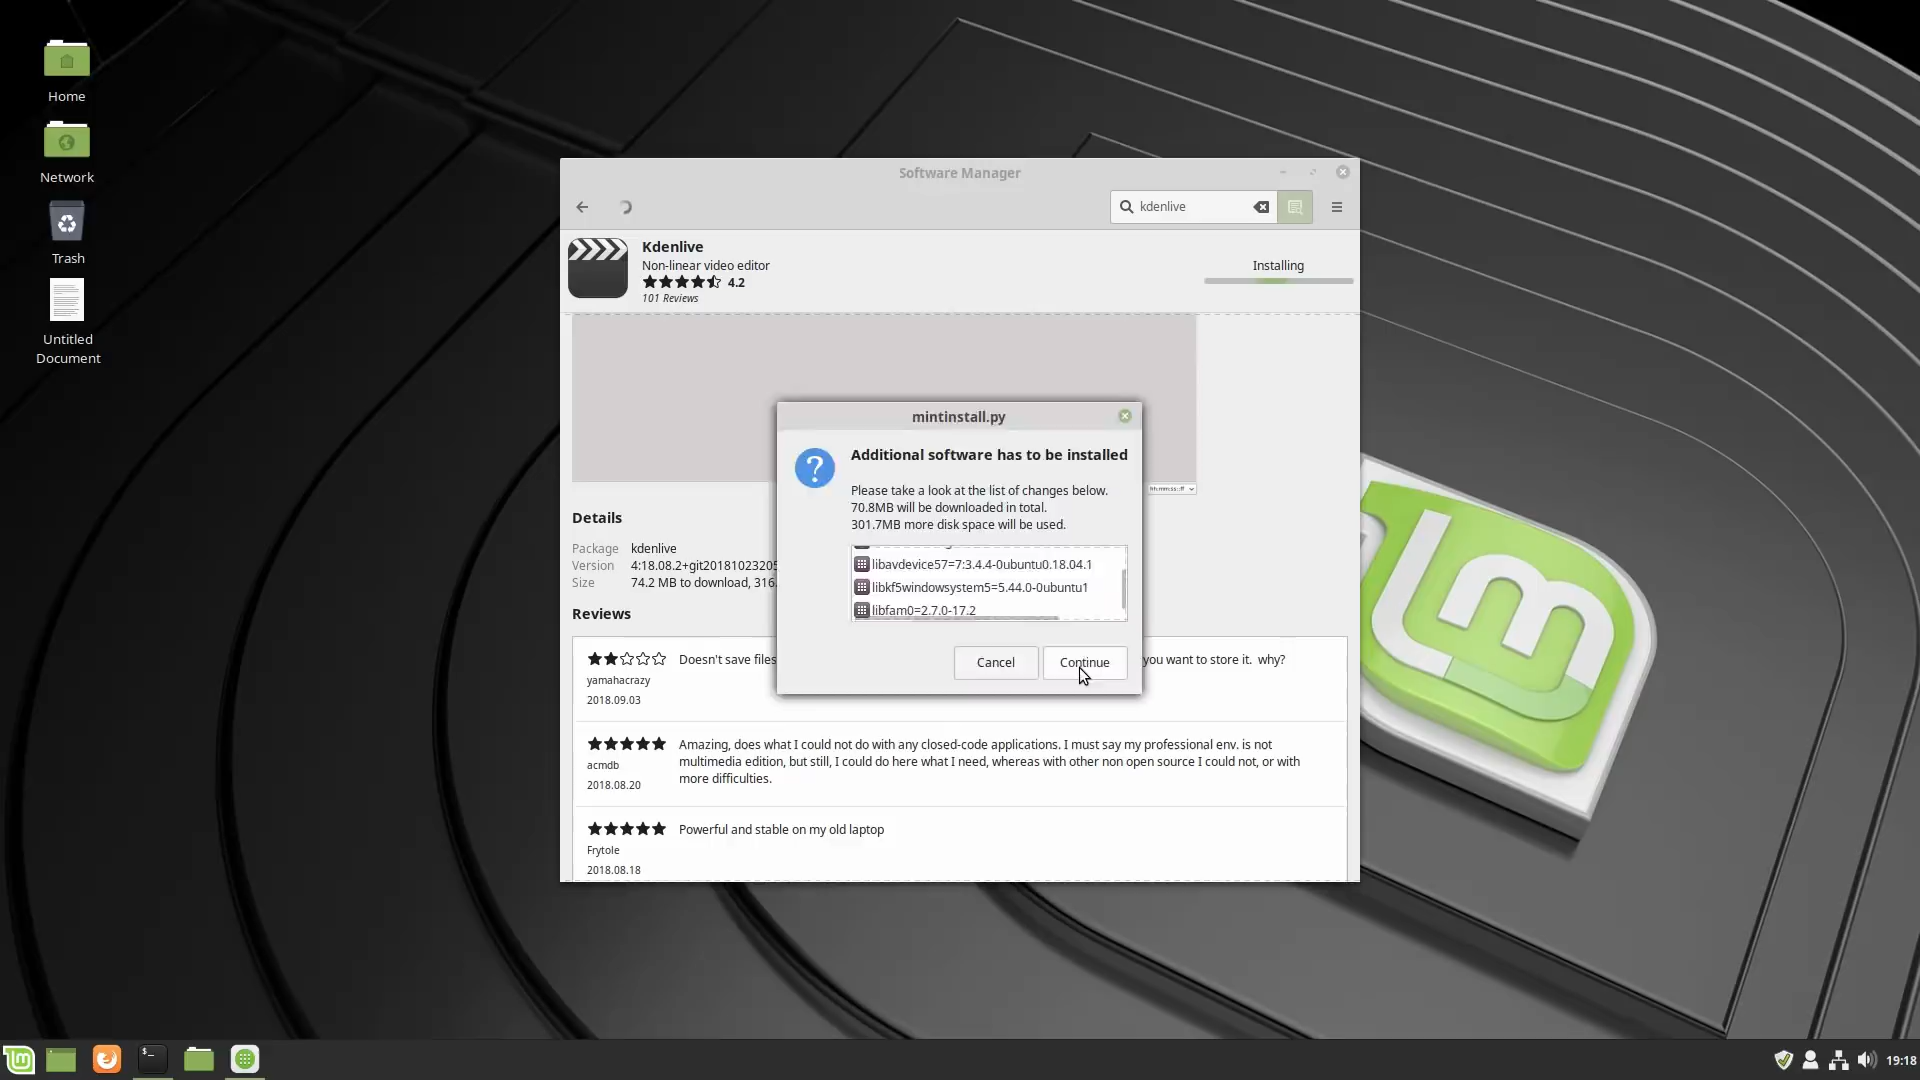 Home
Network
Trash
Untitled
Document
Software Manager
kdenlive
Kdenlive
Non-linear video editor
4.2
101 Reviews
Installing
hh:mm:ss::ff
mintinstall.py
Additional software has to be installed
Please take a look at the list of changes below.
70.8MB will be downloaded in total.
301.7MB more disk space will be used.
libavdevice57=7:3.4.4-0ubuntu0.18.04.1
libkf5windowsystem5=5.44.0-0ubuntu1
libfam0=2.7.0-17.2
Cancel
Continue
Details
Package kdenlive
Version 4:18.08.2+git2018102320
Size 74.2 MB to download, 316.
Reviews
Doesn't save files you want to store it. why?
yamahacrazy
2018.09.03
Amazing, does what I could not do with any closed-code applications. I must say my professional env. is not
multimedia edition, but still, I could do here what I need, whereas with other non open source I could not, or with
more difficulties.
acmdb
2018.08.20
Powerful and stable on my old laptop
Frytole
2018.08.18
19:18